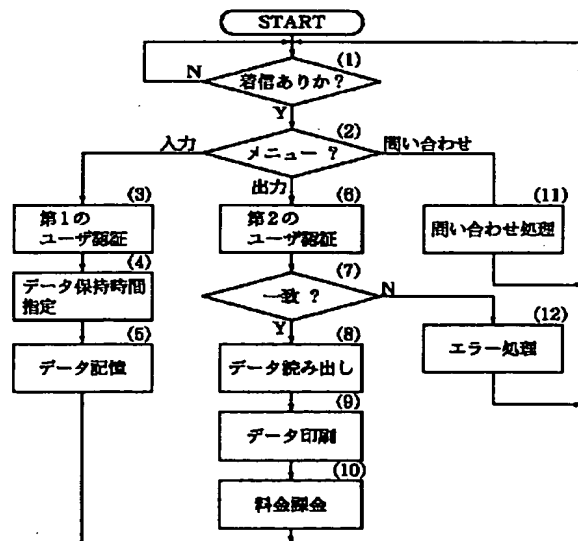 START
(1)
N
着信ありか?
Y
(2)
入力
メニュー ?
問い合わせ
出力
(3)
第1の
ユーザ認証
(6)
第2の
ユーザ認証
(11)
問い合わせ処理
(4)
データ保持時間
指定
(7)
一致 ?
N
Y
(5)
データ記憶
(8)
データ読み出し
(12)
エラー処理
(9)
データ印刷
(10)
料金課金